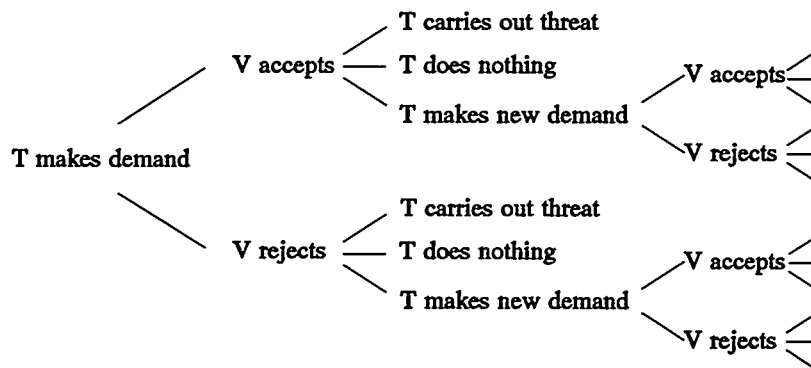 T carries out threat
V accepts
T does nothing
V accepts
T makes new demand
V rejects
T makes demand
T carries out threat
V rejects
T does nothing
V accepts
T makes new demand
V rejects